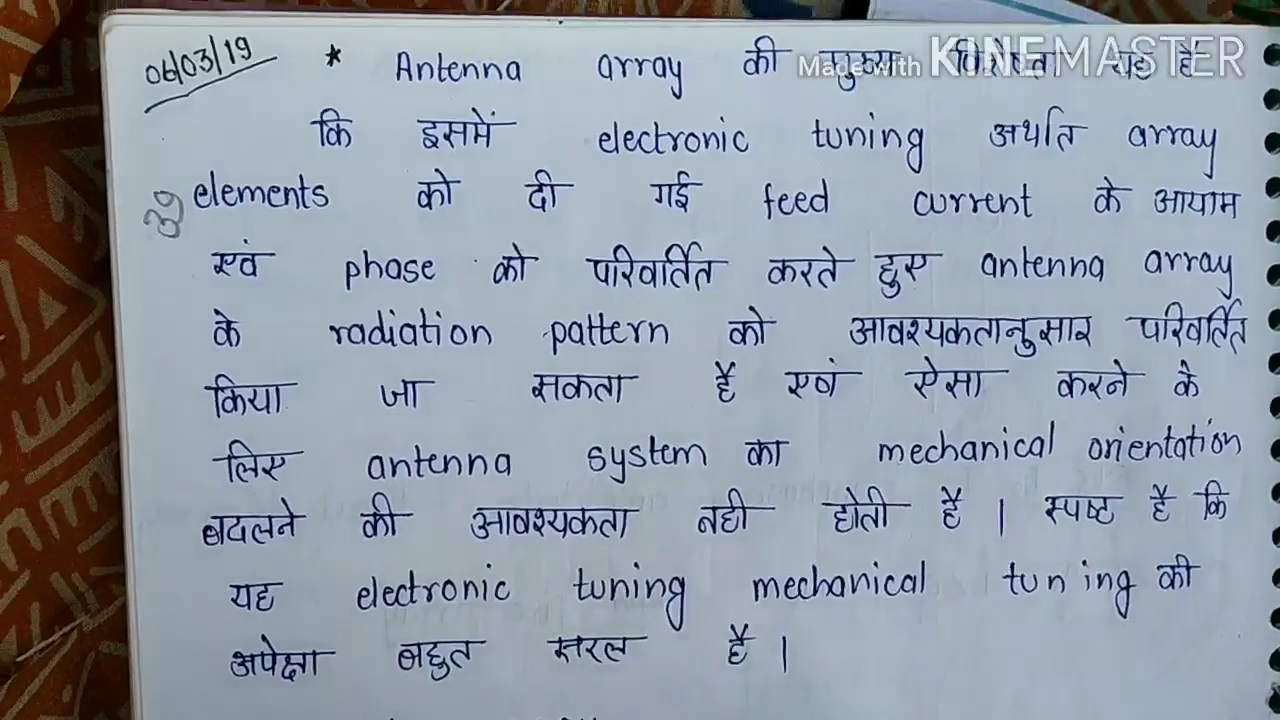 06/03/19 * Antenna array की मुख्य विशेषता यह है
Made with KINEMASTER
कि इसमें electronic tuning अर्थात array
elements को दी गई feed current के आयाम
एवं phase को परिवर्तित करते हुए antenna array
के radiation pattern को आवश्यकतानुसार परिवर्तित
किया जा सकता है एवं ऐसा करने के
लिए antenna system का mechanical orientation
बदलने की आवश्यकता नही होती है । स्पष्ट है कि
यह electronic tuning mechanical tuning की
अपेक्षा बहुत सरल है ।